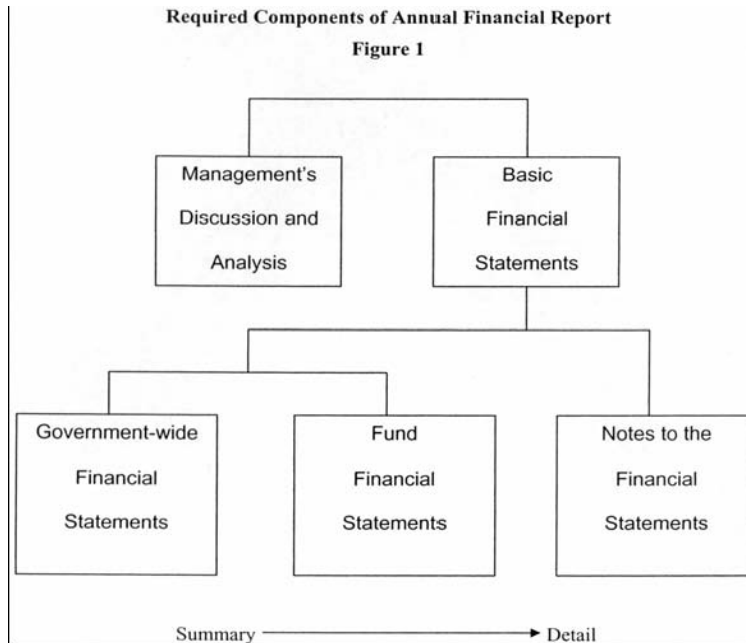 Required Components of Annual Financial Report
Figure 1
Management's
Discussion and
Analysis
Basic
Financial
Statements
Government-wide
Financial
Statements
Fund
Financial
Statements
Notes to the
Financial
Statements
Summary
Detail